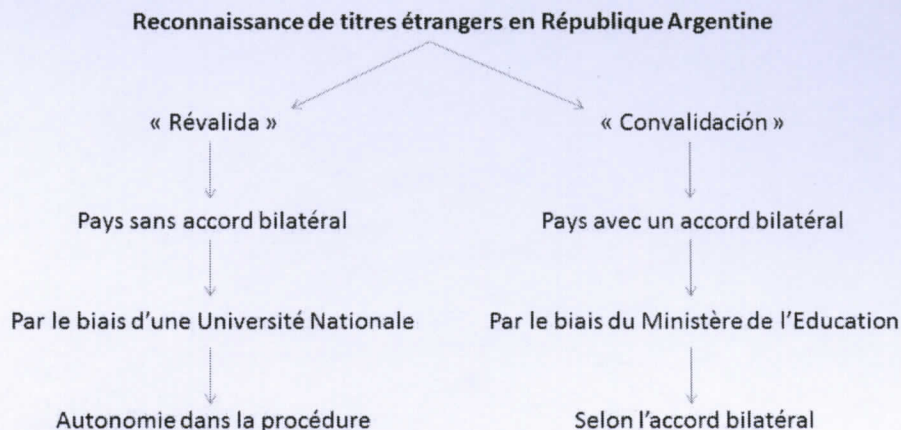 Reconnaissance de titres étrangers en République Argentine
« Révalida »
« Convalidación »
Pays sans accord bilatéral
Pays avec un accord bilatéral
Par le biais d'une Université Nationale
Par le biais du Ministère de l'Education
Autonomie dans la procédure
Selon l'accord bilatéral